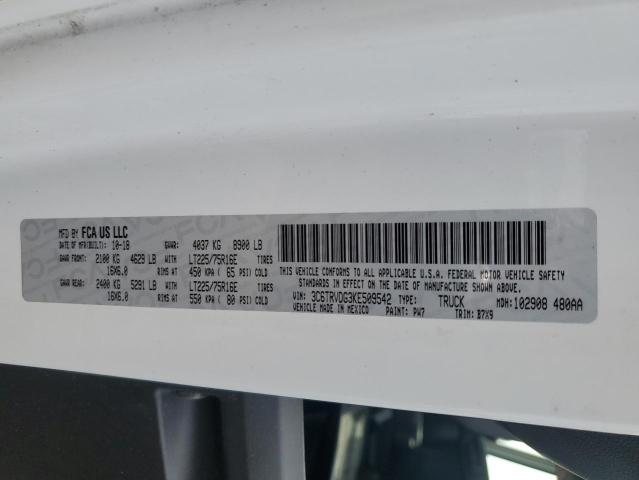 MFD BY FCA US LLC
DATE OF MFR(BUILT): 10-18 GVWR: 4037 KG 8900 LB
GAWR FRONT: 2100 KG 4629 LB WITH LT225/75R16E TIRES
16X6.0 RIMS AT 450 KPA ( 65 PSI) COLD
GAWR REAR: 2400 KG 5291 LB WITH LT225/75R16E TIRES
16X6.0 RIMS AT 550 KPA ( 80 PSI) COLD
THIS VEHICLE CONFORMS TO ALL APPLICABLE U.S.A. FEDERAL MOTOR VEHICLE SAFETY
STANDARDS IN EFFECT ON THE DATE OF MANUFACTURE SHOWN ABOVE.
VIN: 3C6TRVDG3KE509542 TYPE: TRUCK MDH: 102908 480AA
VEHICLE MADE IN MEXICO PAINT: PW7 TRIM: B7X9